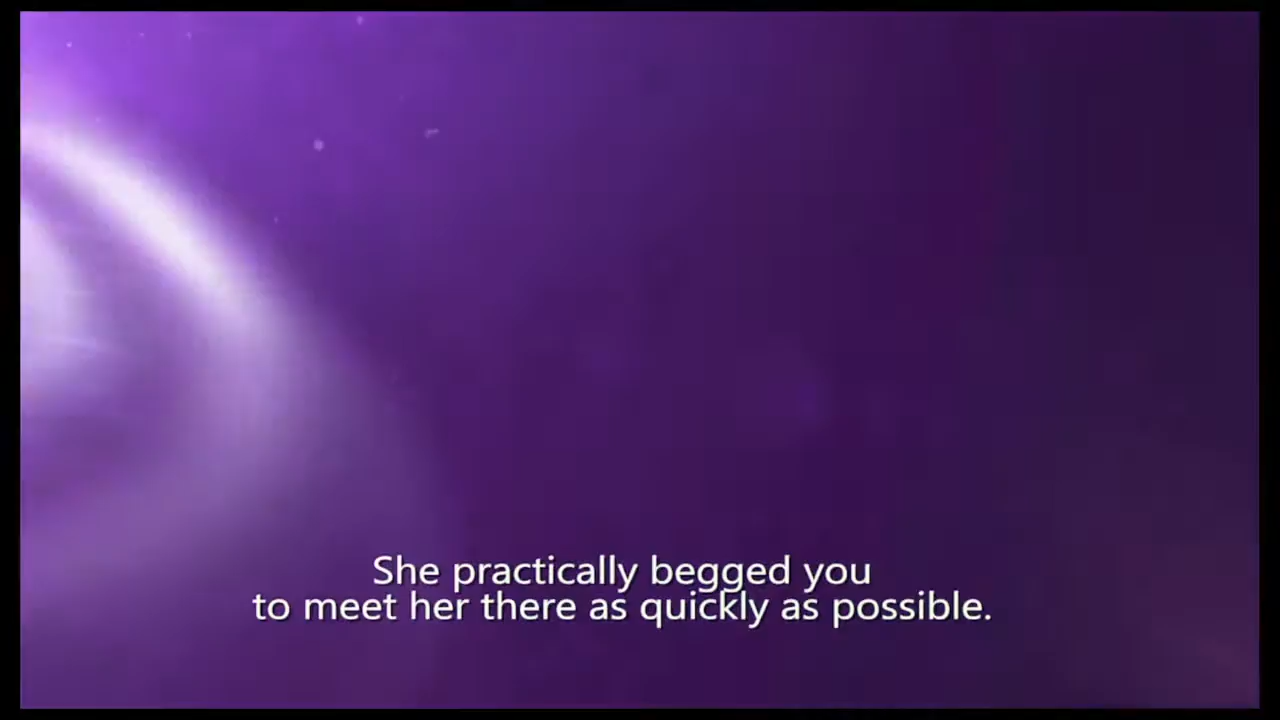 She practically begged you
to meet her there as quickly as possible.